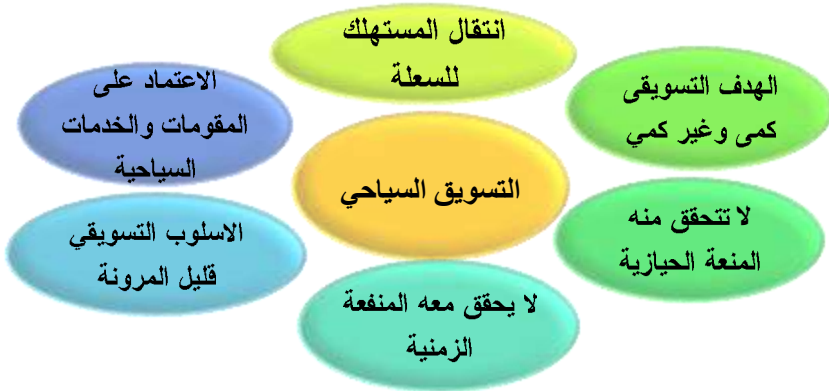 انتقال المستهلك
للسعلة
الهدف التسويقى
كمى وغير كمي
الاعتماد على
المقومات والخدمات
السياحية
التسويق السياحي
لا تتحقق منه
المنعة الحيازية
الاسلوب التسويقي
قليل المرونة
لا يحقق معه المنفعة
الزمنية